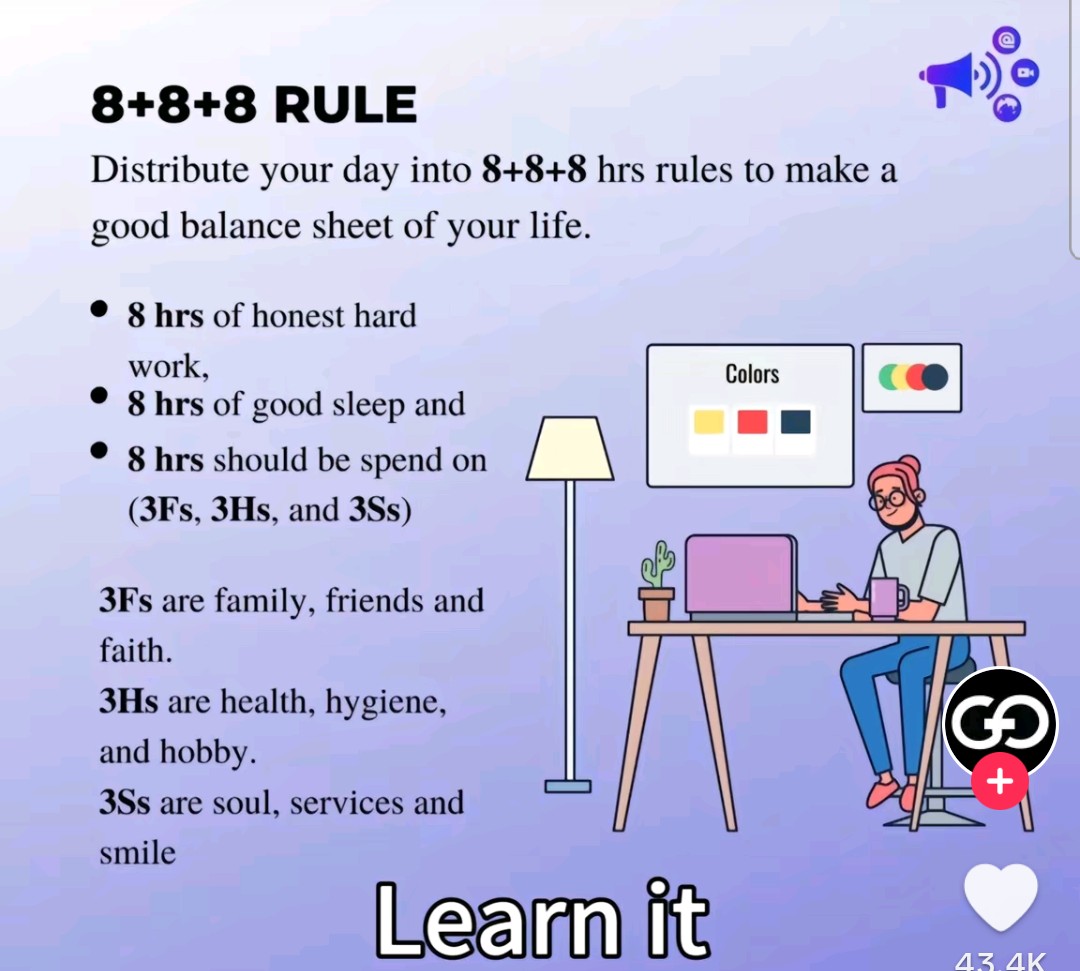 8+8+8 RULE
Distribute your day into 8+8+8 hrs rules to make a
good balance sheet of your life.
8 hrs of honest hard
work,
8 hrs of good sleep and
8 hrs should be spend on
(3Fs, 3Hs, and 3Ss)
3Fs are family, friends and
faith.
3Hs are health, hygiene,
and hobby.
3Ss are soul, services and
smile
Colors
Learn it
43.4K